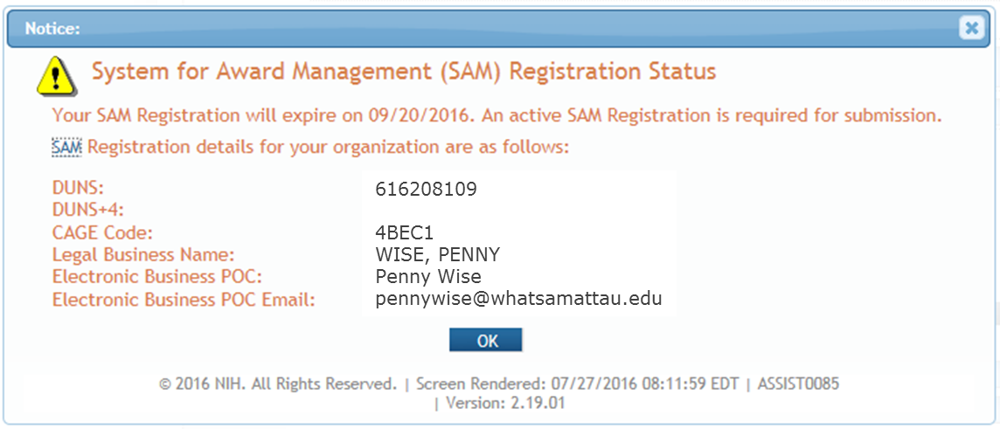 Notice:
System for Award Management (SAM) Registration Status
Your SAM Registration will expire on 09/20/2016. An active SAM Registration is required for submission.
SAM Registration details for your organization are as follows:
DUNS: 616208109
DUNS+4:
CAGE Code: 4BEC1
Legal Business Name: WISE, PENNY
Electronic Business POC: Penny Wise
Electronic Business POC Email: pennywise@whatsamattau.edu
OK
© 2016 NIH. All Rights Reserved. | Screen Rendered: 07/27/2016 08:11:59 EDT | ASSIST0085
| Version: 2.19.01